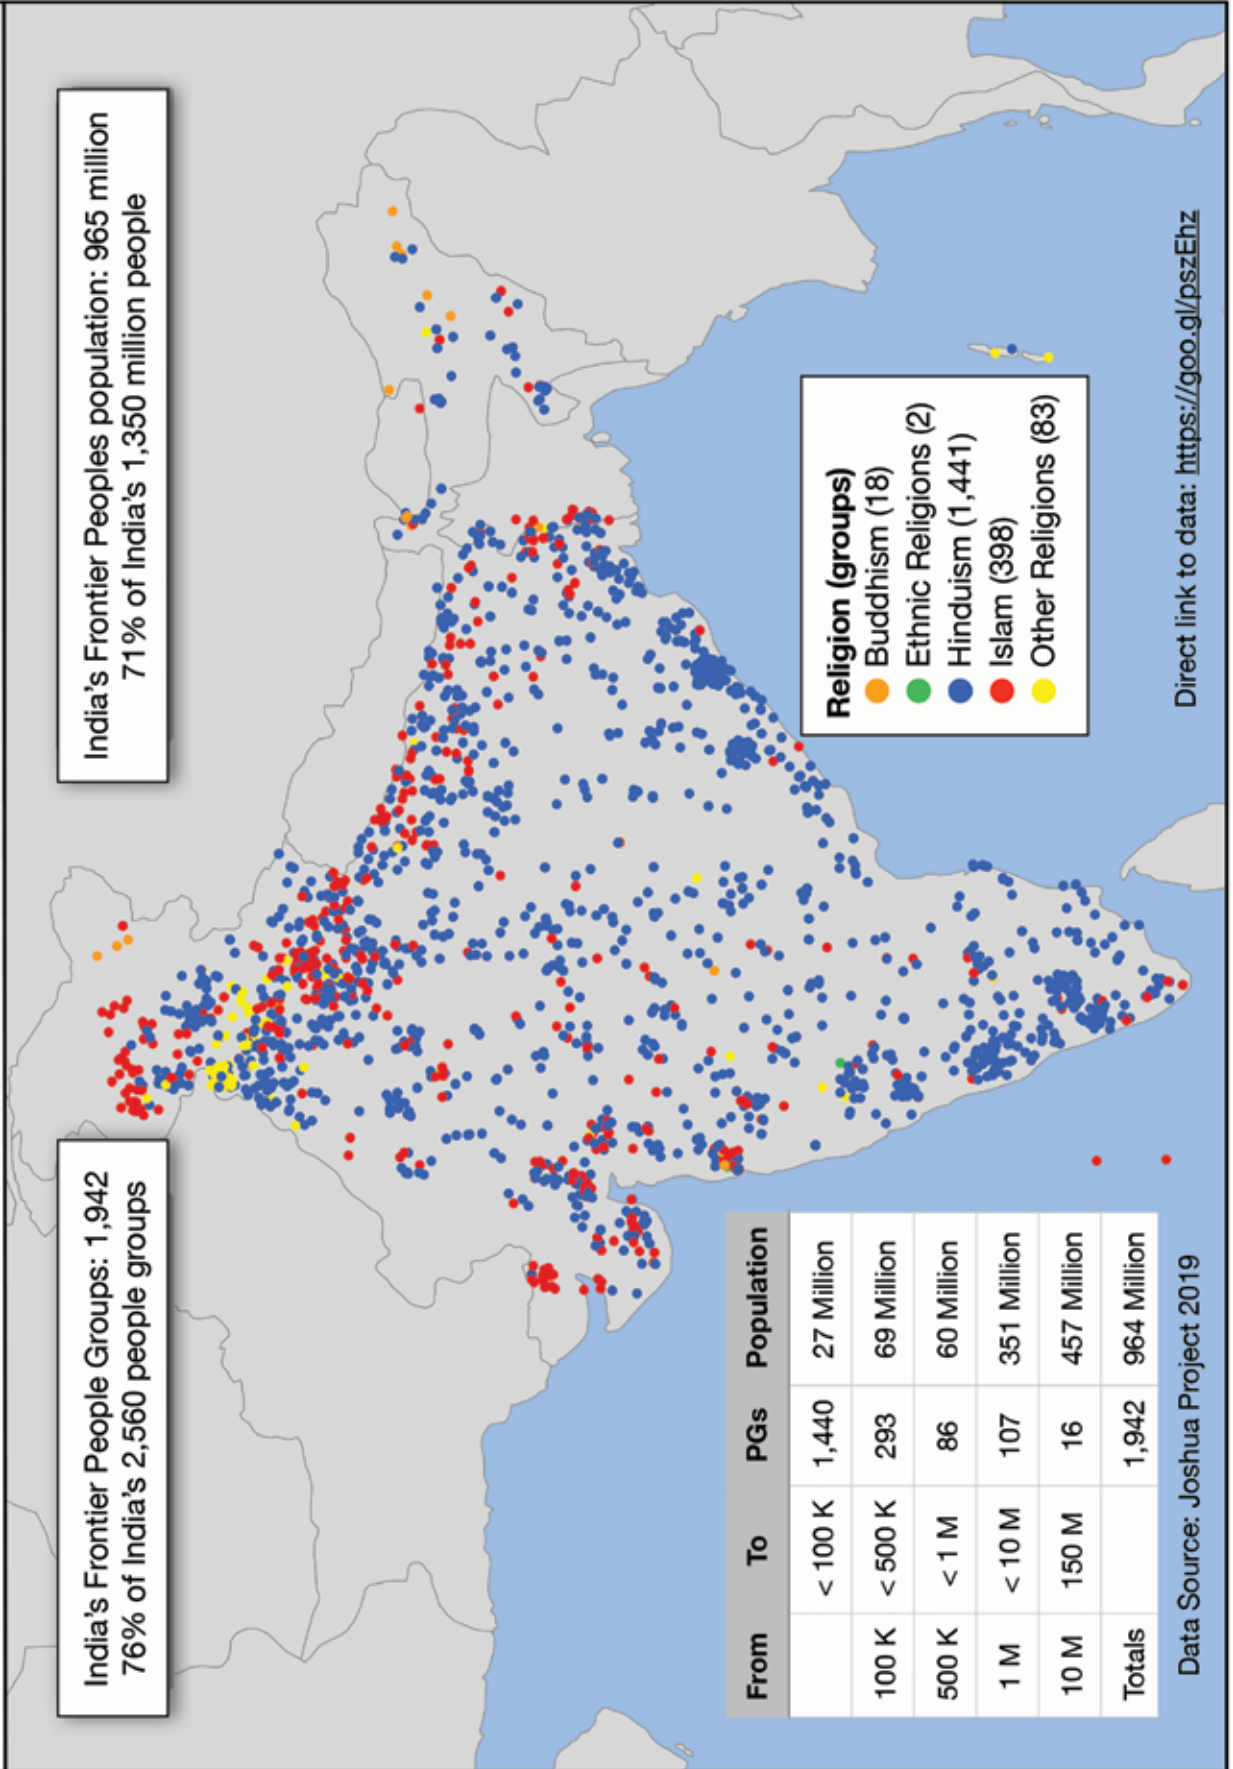 India's Frontier People Groups: 1,942
76% of India's 2,560 people groups
India's Frontier Peoples population: 965 million
71% of India's 1,350 million people
From To PGs Population
< 100 K 1,440 27 Million
100 K < 500 K 293 69 Million
500 K < 1 M 86 60 Million
1 M < 10 M 107 351 Million
10 M 150 M 16 457 Million
Totals 1,942 964 Million
Religion (groups)
Buddhism (18)
Ethnic Religions (2)
Hinduism (1,441)
Islam (398)
Other Religions (83)
Data Source: Joshua Project 2019
Direct link to data: https://goo.gl/pszEhz